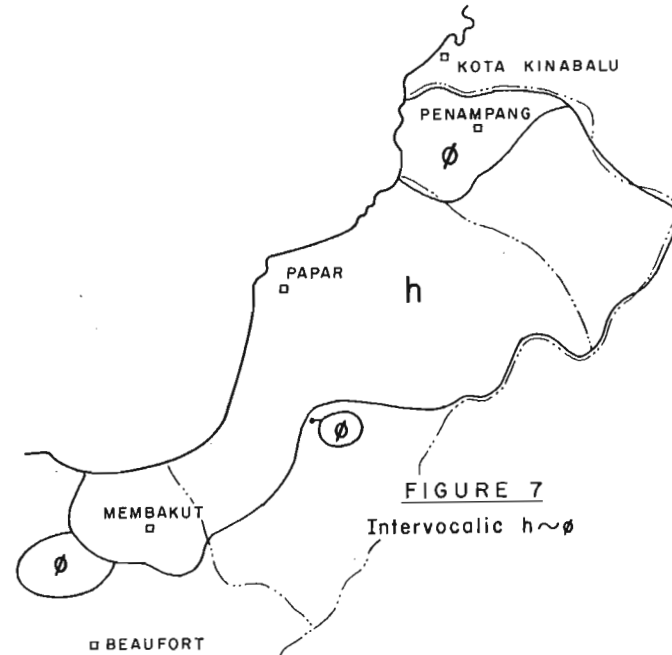 KOTA KINABALU
PENAMPANG
ø
PAPAR
h
ø
FIGURE 7
MEMBAKUT
Intervocalic h~ø
ø
BEAUFORT